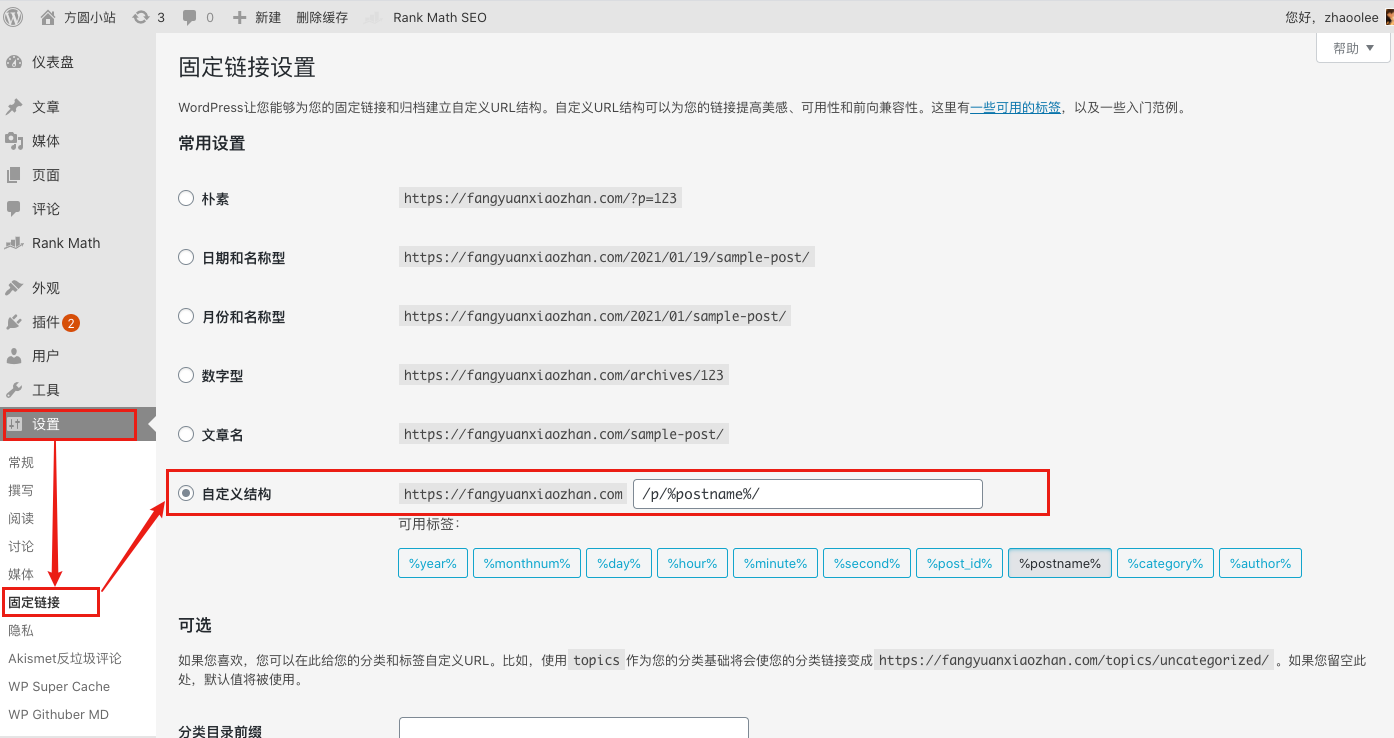 方圆小站 3 0 新建 删除缓存 Rank Math SEO 您好，zhaoolee
帮助
仪表盘
文章
媒体
页面
评论
Rank Math
外观
插件 2
用户
工具
设置
常规
撰写
阅读
讨论
媒体
固定链接
隐私
Akismet反垃圾评论
WP Super Cache
WP Githuber MD
固定链接设置
WordPress让您能够为您的固定链接和归档建立自定义URL结构。自定义URL结构可以为您的链接提高美感、可用性和前向兼容性。这里有一些可用的标签，以及一些入门范例。
常用设置
朴素 https://fangyuanxiaozhan.com/?p=123
日期和名称型 https://fangyuanxiaozhan.com/2021/01/19/sample-post/
月份和名称型 https://fangyuanxiaozhan.com/2021/01/sample-post/
数字型 https://fangyuanxiaozhan.com/archives/123
文章名 https://fangyuanxiaozhan.com/sample-post/
自定义结构 https://fangyuanxiaozhan.com /p/%postname%/
可用标签：
%year% %monthnum% %day% %hour% %minute% %second% %post_id% %postname% %category% %author%
可选
如果您喜欢，您可以在此给您的分类和标签自定义URL。比如，使用 topics 作为您的分类基础将会使您的分类链接变成 https://fangyuanxiaozhan.com/topics/uncategorized/ 。如果您留空此
处，默认值将被使用。
分类目录前缀